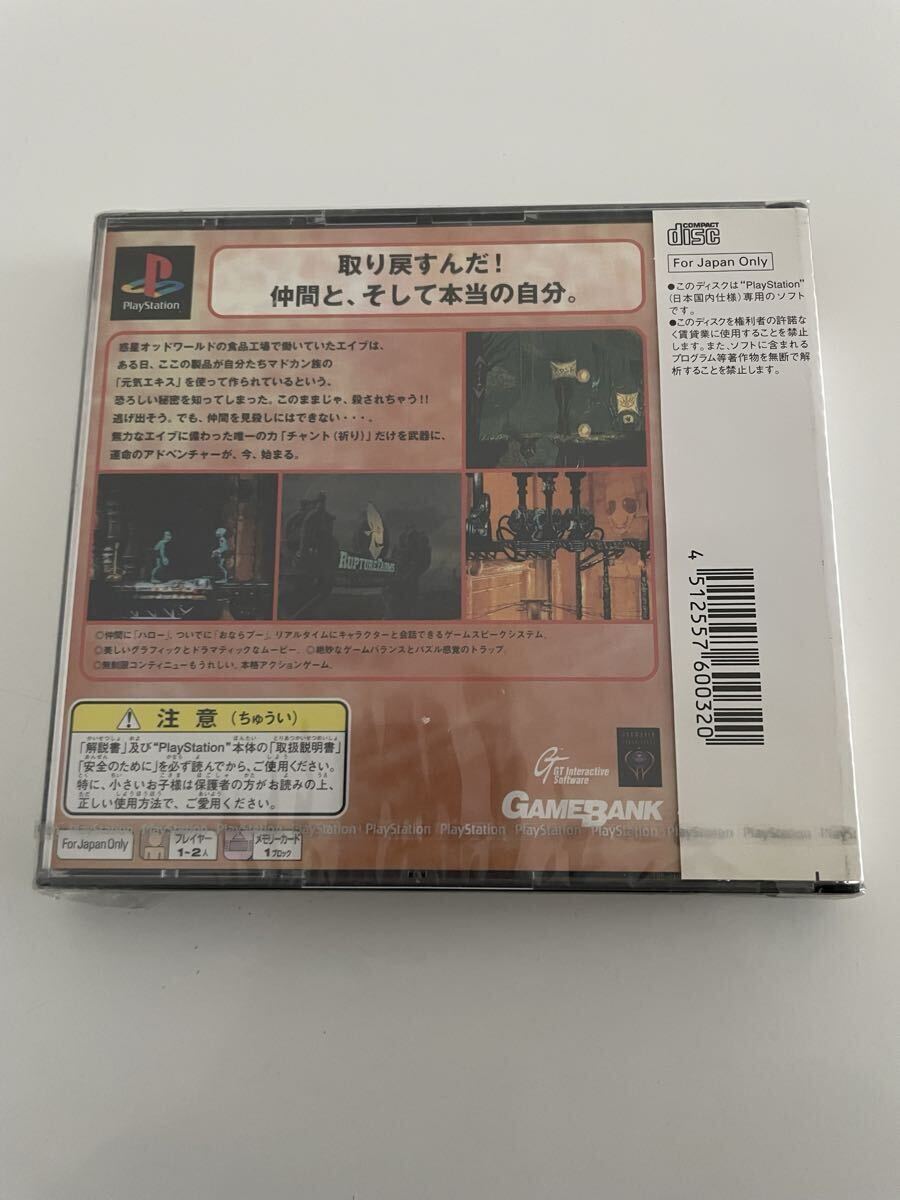 PlayStation
取り戻すんだ！
仲間と、そして本当の自分。
惑星オッドワールドの食品工場で働いていたエイブは、
ある日、ここの製品が自分たちマドカン族の
「元気エキス」を使って作られているという、
恐ろしい秘密を知ってしまった。このままじゃ、殺されちゃう!!
逃げ出そう。でも、仲間を見殺しにはできない・・・。
無力なエイブに備わった唯一の力「チャント(祈り)」だけを武器に、
運命のアドベンチャーが、今、始まる。
RUPTUREFARMS
◎仲間に「ハロー」、ついでに「おならプー」。リアルタイムにキャラクターと会話できるゲームスピークシステム。
◎美しいグラフィックとドラマティックなムービー。◎絶妙なゲームバランスとパズル感覚のトラップ。
◎無制限コンティニューもうれしい、本格アクションゲーム。
注意(ちゅうい)
「解説書」及び“PlayStation”本体の「取扱説明書」
「安全のために」を必ず読んでから、ご使用ください。
特に、小さいお子様は保護者の方がお読みの上、
正しい使用方法で、ご愛用ください。
For Japan Only
プレイヤー
1~2人
メモリーカード
1ブロック
GT Interactive
Software
GAMEBANK
PlayStation PlayStation PlayStation PlayStation PlayStation PlayStation PlayStation PlayStation PlayStation PlayStation
COMPACT
disc
For Japan Only
●このディスクは“PlayStation”
(日本国内仕様)専用のソフト
です。
●このディスクを権利者の許諾な
く賃貸業に使用することを禁止
します。また、ソフトに含まれる
プログラム等著作物を無断で解
析することを禁止します。
4 512557 600320